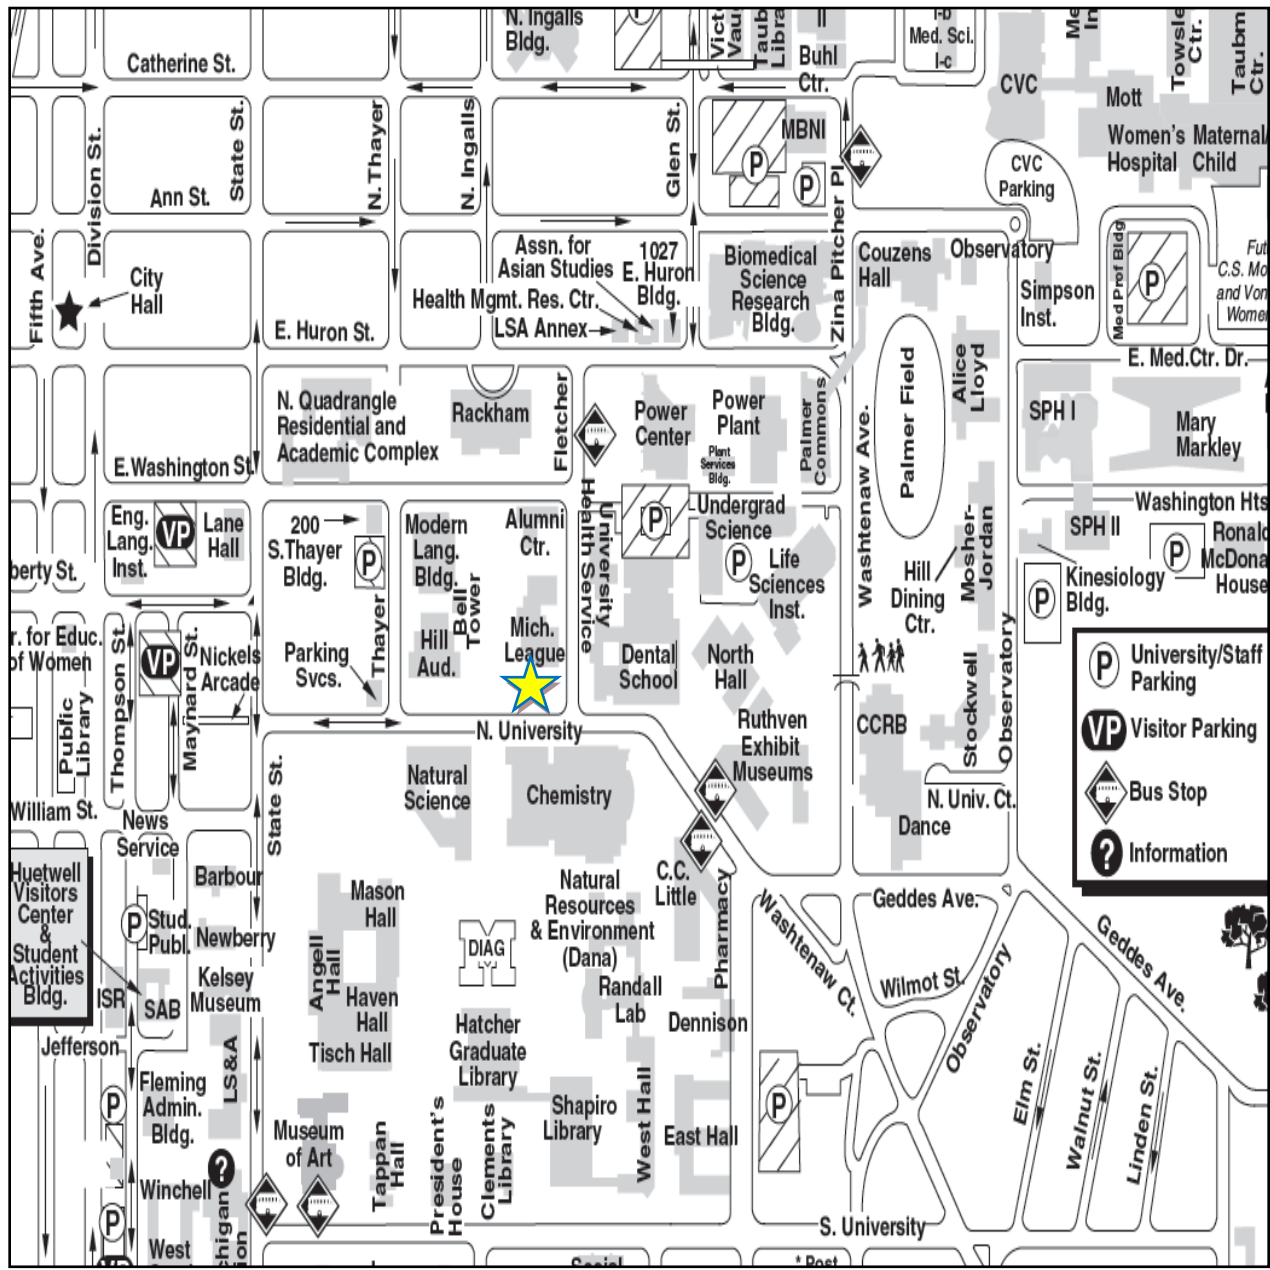 N. Ingalls
Bldg.
Buhl
Ctr.
Med. Sci.
I-c
Catherine St.
CVC
Mott
Women's
Hospital
Maternal/
Child
MBNI
P
P
CVC
Parking
State St.
N. Thayer
N. Ingalls
Glen St.
Division St.
Ann St.
Zina Pitcher Pl.
Fifth Ave.
City
Hall
Assn. for
Asian Studies
1027
E. Huron
Bldg.
Health Mgmt. Res. Ctr.
LSA Annex
E. Huron St.
Biomedical
Science
Research
Bldg.
Couzens
Hall
Observatory
Simpson
Inst.
Med Prof Bldg
P
C.S. Mo
and Von
Women
E. Med.Ctr. Dr.
N. Quadrangle
Residential and
Academic Complex
Rackham
Fletcher
Power
Center
Power
Plant
Plant
Services
Bldg.
Palmer
Commons
Washtenaw Ave.
Palmer Field
Alice
Lloyd
SPH I
Mary
Markley
E.Washington St.
Eng.
Lang.
Inst.
VP
Lane
Hall
200
S.Thayer
Bldg.
P
Modern
Lang.
Bldg.
Alumni
Ctr.
University
Health Service
P
Undergrad
Science
P
Life
Sciences
Inst.
Hill
Dining
Ctr.
Mosher-
Jordan
Washington Hts
SPH II
P
Ronald
McDona
House
Kinesiology
Bldg.
P
berty St.
r. for Educ.
of Women
Thompson St.
VP
Maynard St.
Nickels
Arcade
Parking
Svcs.
Thayer
Hill
Aud.
Bell
Tower
Mich.
League
Dental
School
North
Hall
Ruthven
Exhibit
Museums
CCRB
Stockwell
Observatory
N. Univ. Ct.
Dance
Public
Library
N. University
William St.
News
Service
State St.
Natural
Science
Chemistry
P University/Staff
Parking
VP Visitor Parking
Bus Stop
? Information
Huetwell
Visitors
Center
&
Student
Activities
Bldg.
Barbour
P
Stud.
Publ.
Newberry
Kelsey
Museum
ISR
SAB
Mason
Hall
Angell
Hall
Haven
Hall
Tisch Hall
DIAG
Natural
Resources
& Environment
(Dana)
C.C.
Little
Pharmacy
Randall
Lab
Dennison
Hatcher
Graduate
Library
Geddes Ave.
Washtenaw Ct.
Wilmot St.
Observatory
Geddes Ave.
Elm St.
Walnut St.
Linden St.
Jefferson
LS&A
P
Fleming
Admin.
Bldg.
Museum
of Art
Tappan
Hall
President's
House
Clements
Library
Shapiro
Library
West Hall
East Hall
P
?
Winchell
P
West
S. University
* Post